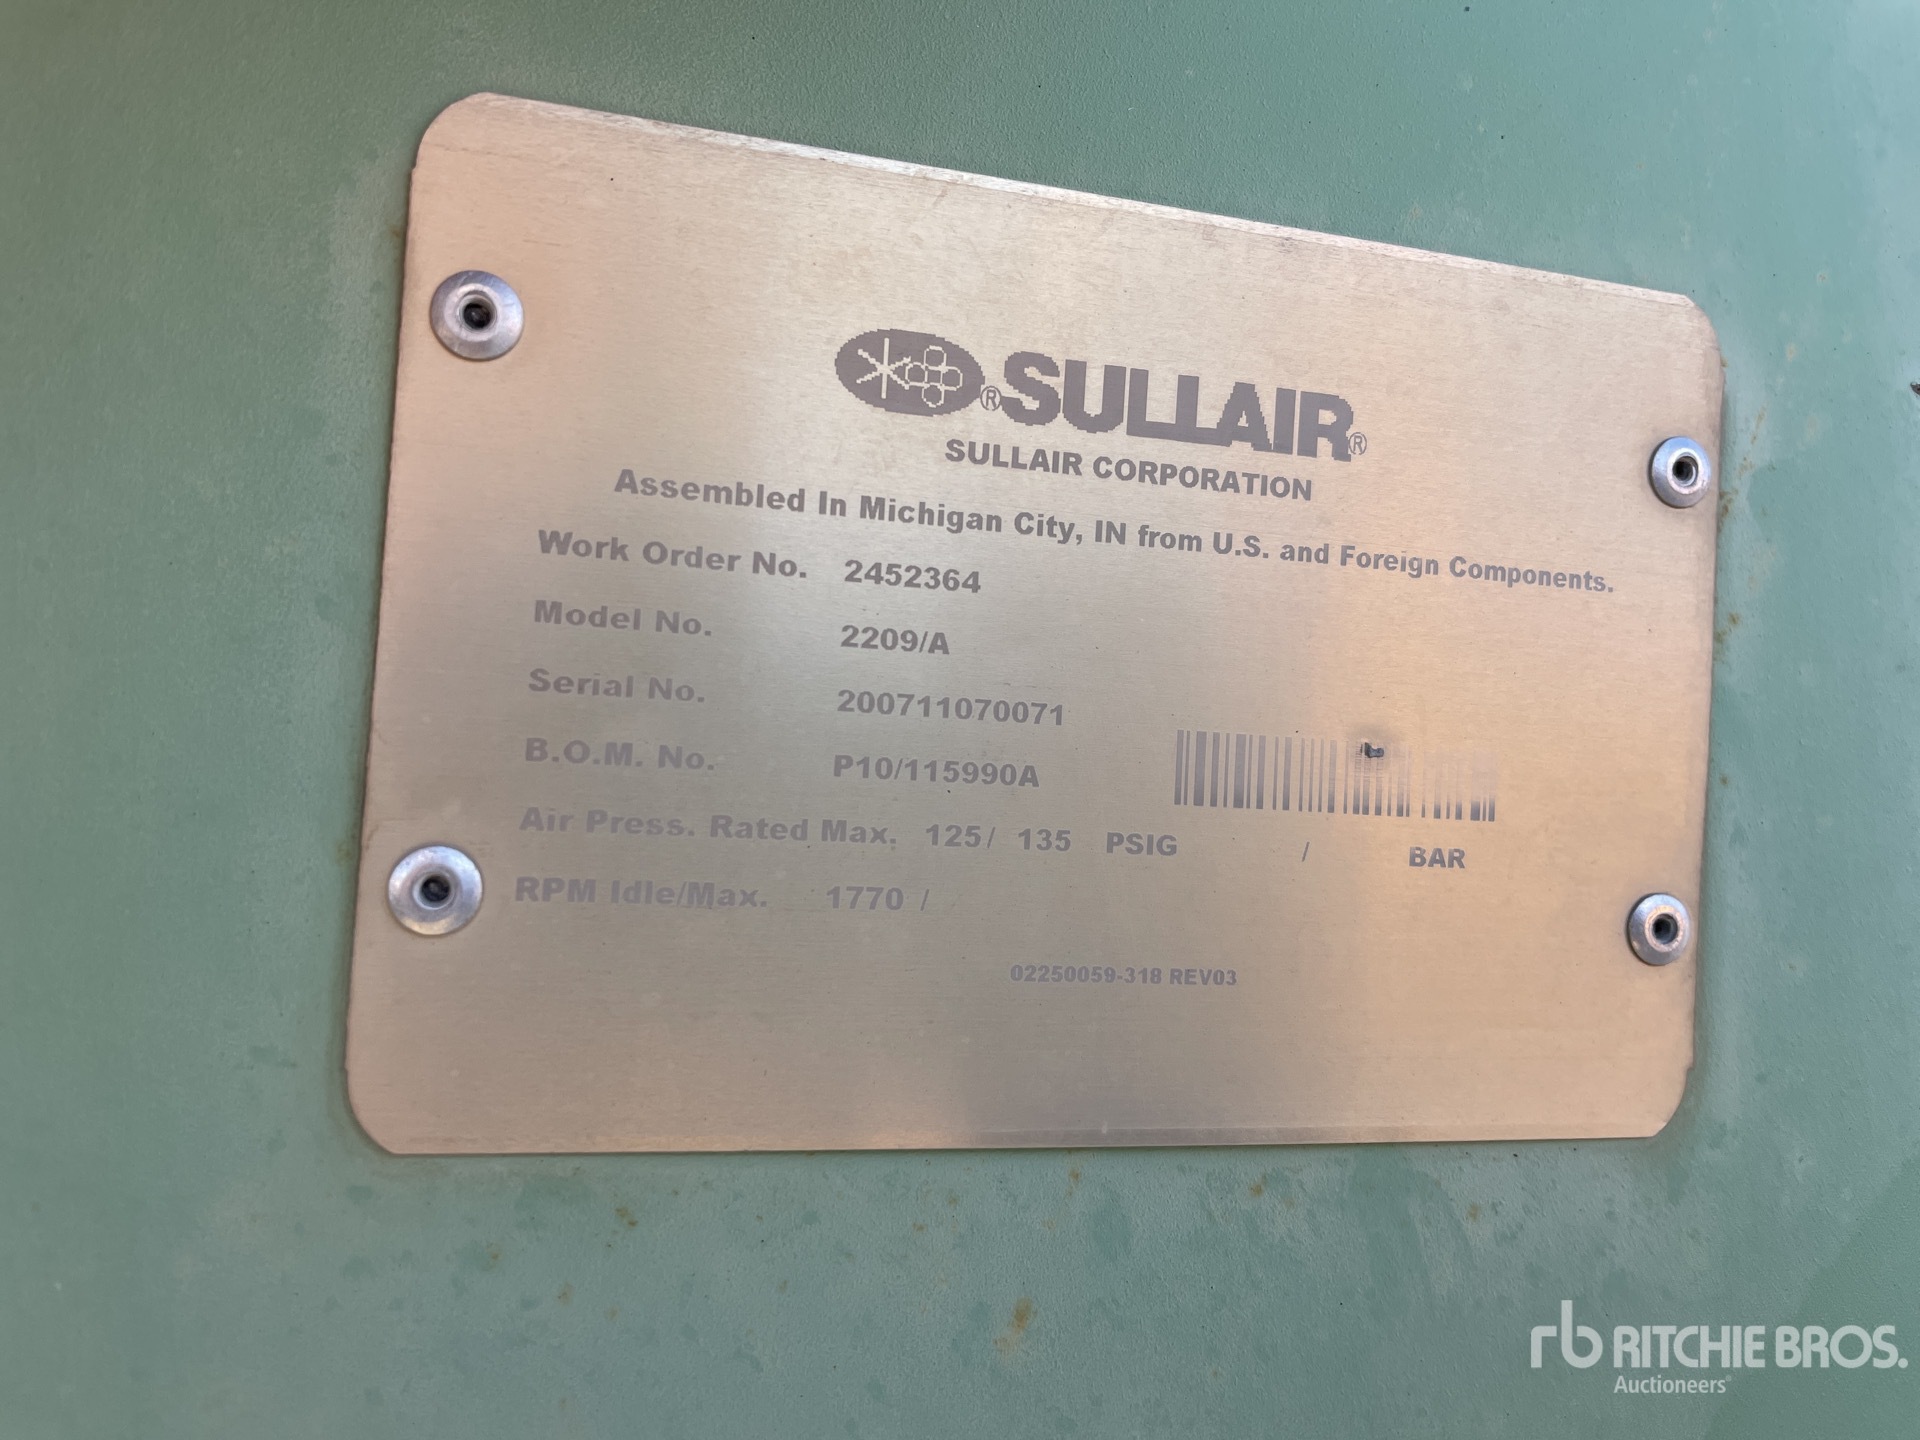 ® SULLAIR®
SULLAIR CORPORATION
Assembled In Michigan City, IN from U.S. and Foreign Components.
Work Order No. 2452364
Model No. 2209/A
Serial No. 200711070071
B.O.M. No. P10/115990A
Air Press. Rated Max. 125/ 135 PSIG / BAR
RPM Idle/Max. 1770 /
02250059-318 REV03
rb RITCHIE BROS.
Auctioneers®